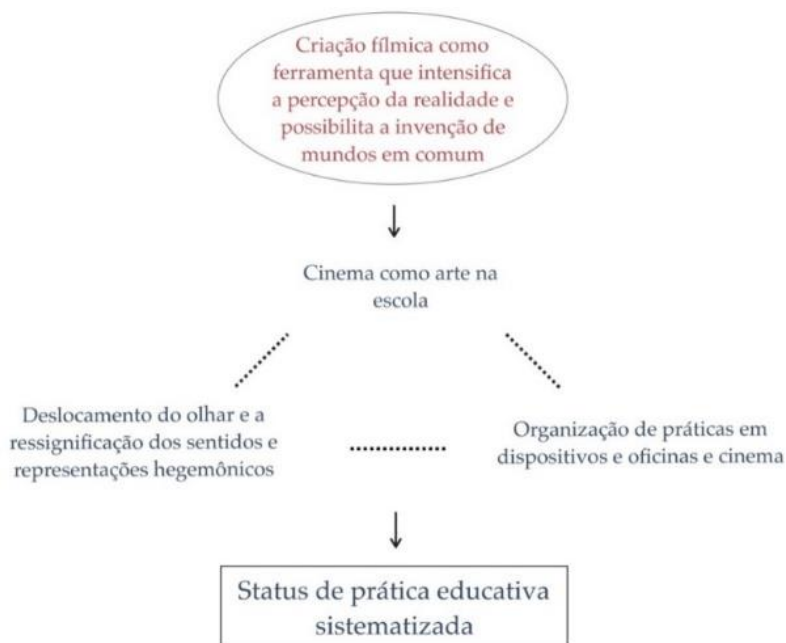 Criação fílmica como
ferramenta que intensifica
a percepção da realidade e
possibilita a invenção de
mundos em comum
Cinema como arte na
escola
Deslocamento do olhar e a
ressignificação dos sentidos e
representações hegemônicos
Organização de práticas em
dispositivos e oficinas e cinema
Status de prática educativa
sistematizada